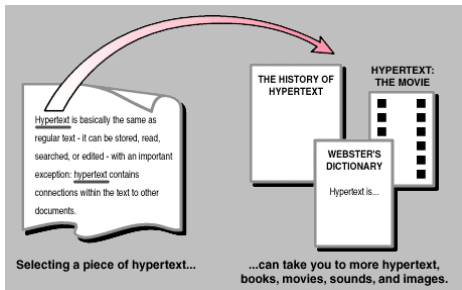 Hypertext is basically the same as
regular text - it can be stored, read,
searched, or edited - with an important
exception: hypertext contains
connections within the text to other
documents.
THE HISTORY OF
HYPERTEXT
HYPERTEXT:
THE MOVIE
WEBSTER'S
DICTIONARY
Hypertext is...
Selecting a piece of hypertext...
...can take you to more hypertext,
books, movies, sounds, and images.